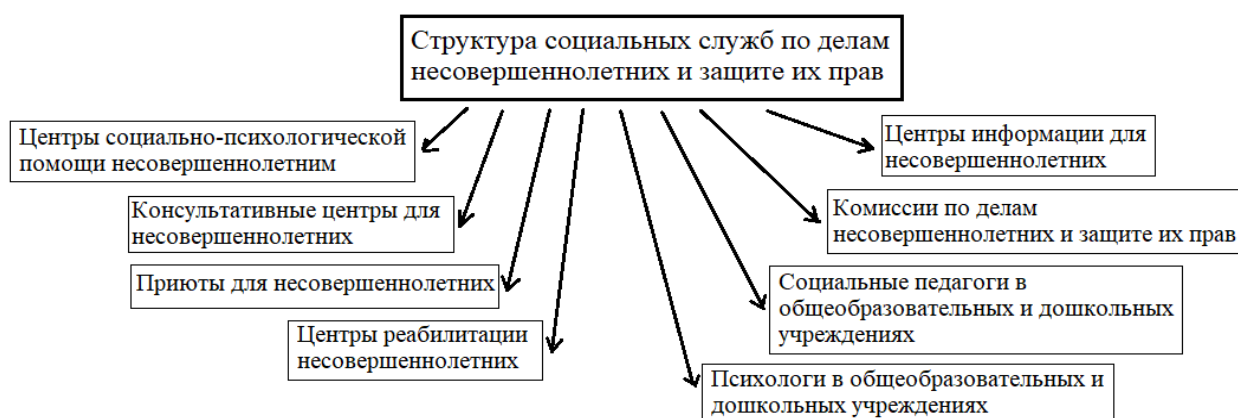 Структура социальных служб по делам
несовершеннолетних и защите их прав
Центры социально-психологической
помощи несовершеннолетним
Консультативные центры для
несовершеннолетних
Приюты для несовершеннолетних
Центры реабилитации
несовершеннолетних
Центры информации для
несовершеннолетних
Комиссии по делам
несовершеннолетних и защите их прав
Социальные педагоги в
общеобразовательных и дошкольных
учреждениях
Психологи в общеобразовательных и
дошкольных учреждениях